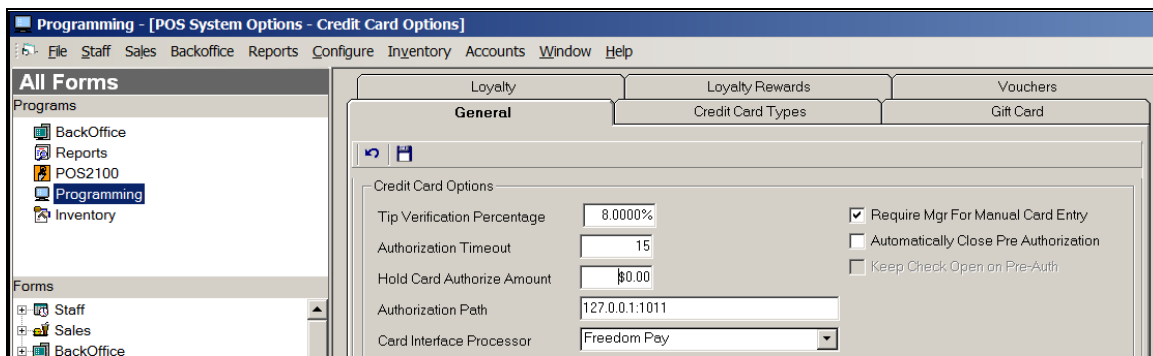 Programming - [POS System Options - Credit Card Options]
File Staff Sales Backoffice Reports Configure Inventory Accounts Window Help
All Forms
Programs
BackOffice
Reports
POS2100
Programming
Inventory
Forms
Staff
Sales
BackOffice
Loyalty Loyalty Rewards Vouchers
General Credit Card Types Gift Card
Credit Card Options
Tip Verification Percentage 8.0000%
Authorization Timeout 15
Hold Card Authorize Amount $0.00
Authorization Path 127.0.0.1:1011
Card Interface Processor Freedom Pay
Require Mgr For Manual Card Entry
Automatically Close Pre Authorization
Keep Check Open on Pre-Auth